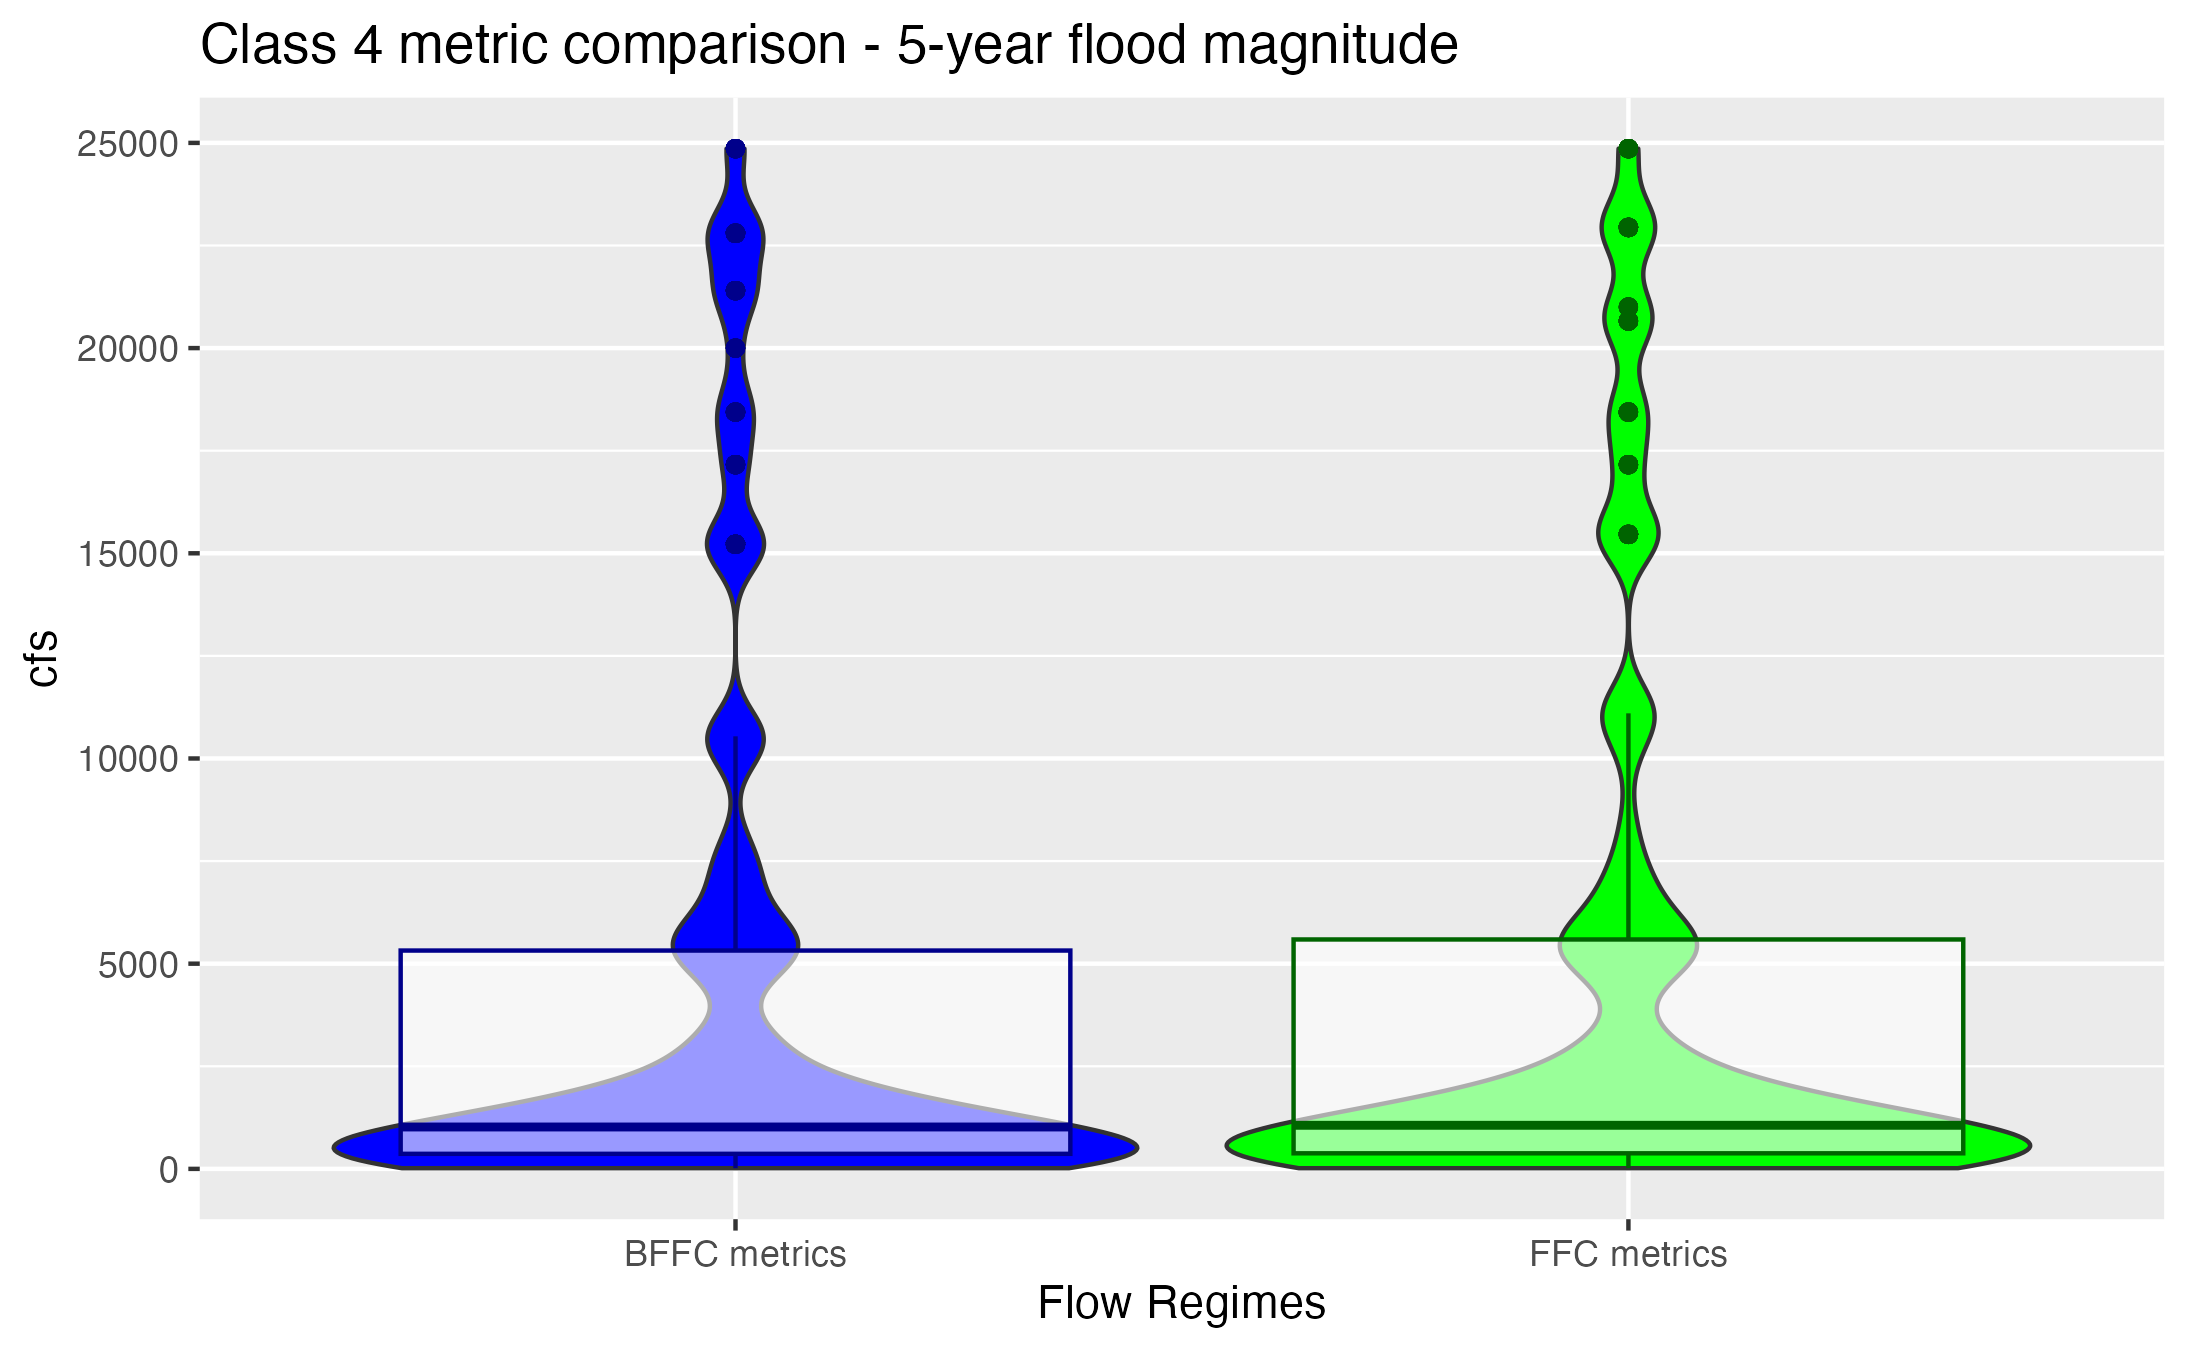 Class 4 metric comparison - 5-year flood magnitude
25000
20000
15000
10000
5000
0
cfs
BFFC metrics
FFC metrics
Flow Regimes